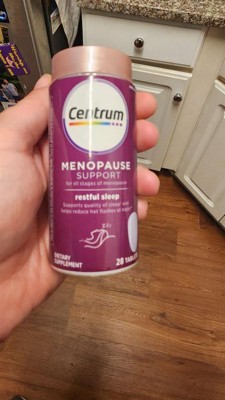 Centrum
MENOPAUSE
SUPPORT
for all stages of menopause
restful sleep
Supports quality of sleep and
helps reduce hot flashes at night
Zzz
DIETARY
SUPPLEMENT
28 TABLETS